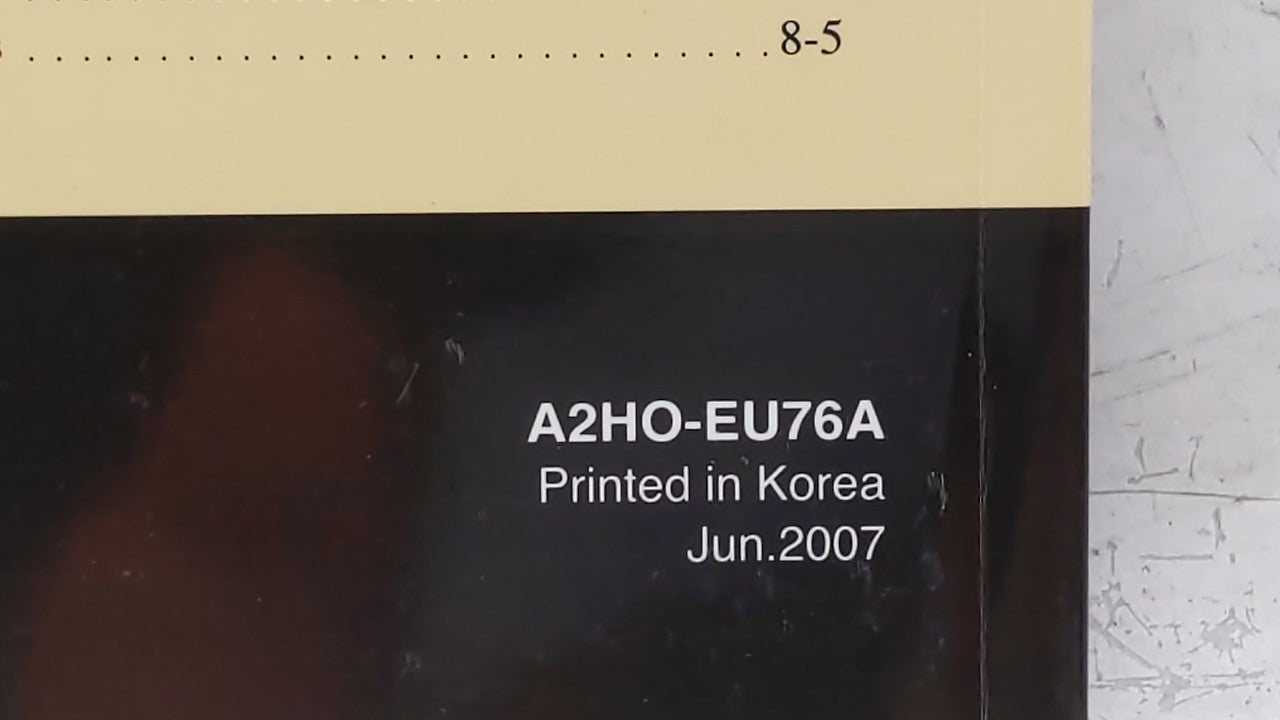 . . . . . . . . . . . . . . . . . . . . . . . . . . . . . 8-5
A2HO-EU76A
Printed in Korea
Jun.2007